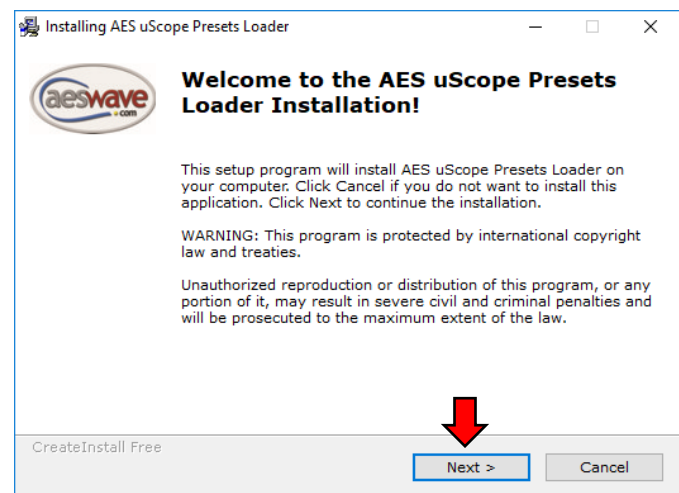 Installing AES uScope Presets Loader
aeswave
.com
Welcome to the AES uScope Presets
Loader Installation!
This setup program will install AES uScope Presets Loader on
your computer. Click Cancel if you do not want to install this
application. Click Next to continue the installation.
WARNING: This program is protected by international copyright
law and treaties.
Unauthorized reproduction or distribution of this program, or any
portion of it, may result in severe civil and criminal penalties and
will be prosecuted to the maximum extent of the law.
CreateInstall Free
Next >
Cancel